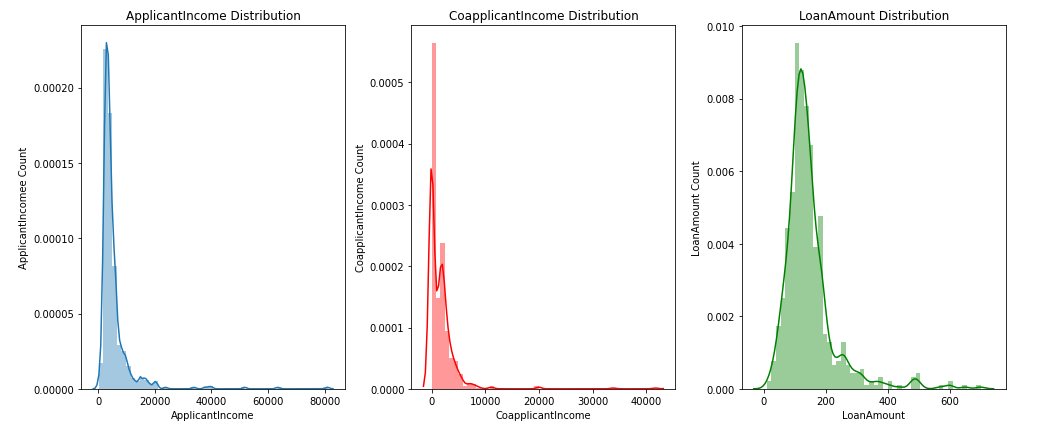 ApplicantIncome Distribution
ApplicantIncomee Count
0.00020
0.00015
0.00010
0.00005
0.00000
0 20000 40000 60000 80000
ApplicantIncome
CoapplicantIncome Distribution
CoapplicantIncome Count
0.0005
0.0004
0.0003
0.0002
0.0001
0.0000
0 10000 20000 30000 40000
CoapplicantIncome
LoanAmount Distribution
LoanAmount Count
0.010
0.008
0.006
0.004
0.002
0.000
0 200 400 600
LoanAmount